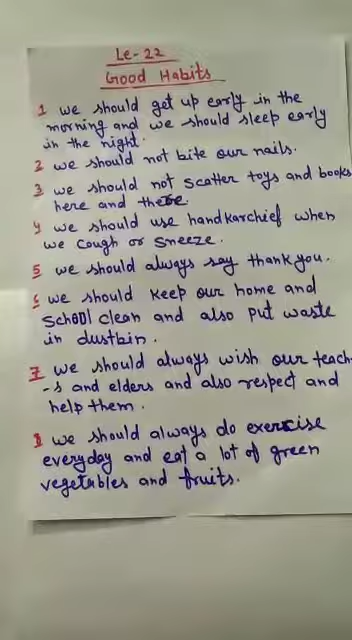 Le-22
Good Habits
1 we should get up early in the
morning and we should sleep early
in the night.
2 we should not bite our nails.
3 we should not scatter toys and books
here and there.
4 we should use handkarchief when
we cough or sneeze.
5 we should always say thank you.
6 we should keep our home and
school clean and also put waste
in dustbin.
7 we should always wish our teach-
-s and elders and also respect and
help them.
8 we should always do exercise
everyday and eat a lot of green
vegetables and fruits.